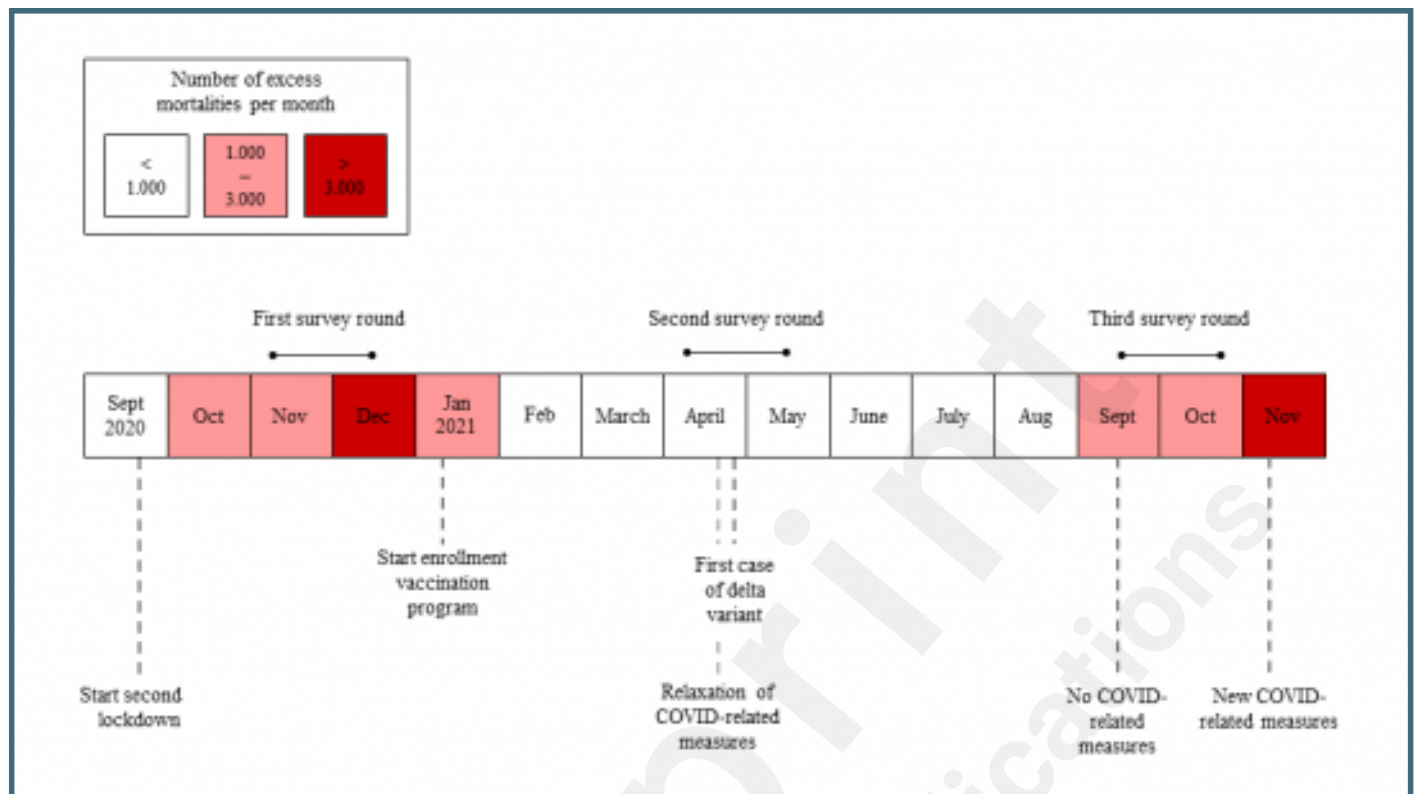 Number of excess
mortalities per month
<
1.000
1.000
–
3.000
>
3.000
First survey round
Second survey round
Third survey round
Sept
2020
Oct
Nov
Dec
Jan
2021
Feb
March
April
May
June
July
Aug
Sept
Oct
Nov
Start enrollment
vaccination
program
First case
of delta
variant
Start second
lockdown
Relaxation of
COVID-related
measures
No COVID-
related
measures
New COVID-
related measures
print
lications